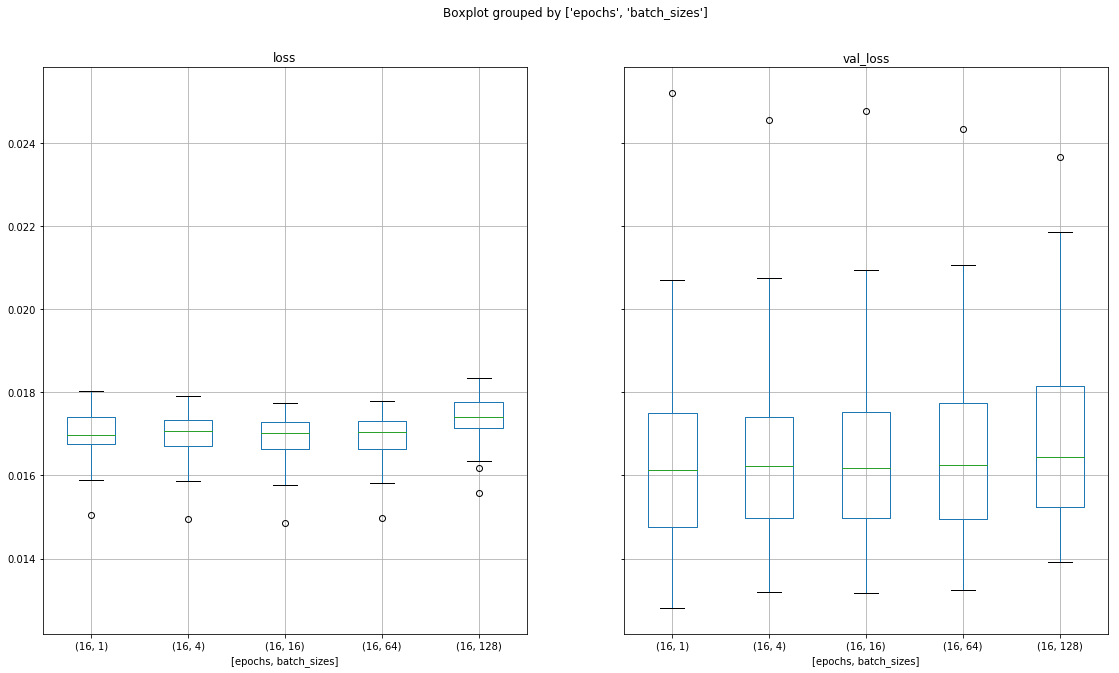 Boxplot grouped by ['epochs', 'batch_sizes']
loss
val_loss
0.024
0.022
0.020
0.018
0.016
0.014
(16, 1) (16, 4) (16, 16) (16, 64) (16, 128)
[epochs, batch_sizes]
(16, 1) (16, 4) (16, 16) (16, 64) (16, 128)
[epochs, batch_sizes]